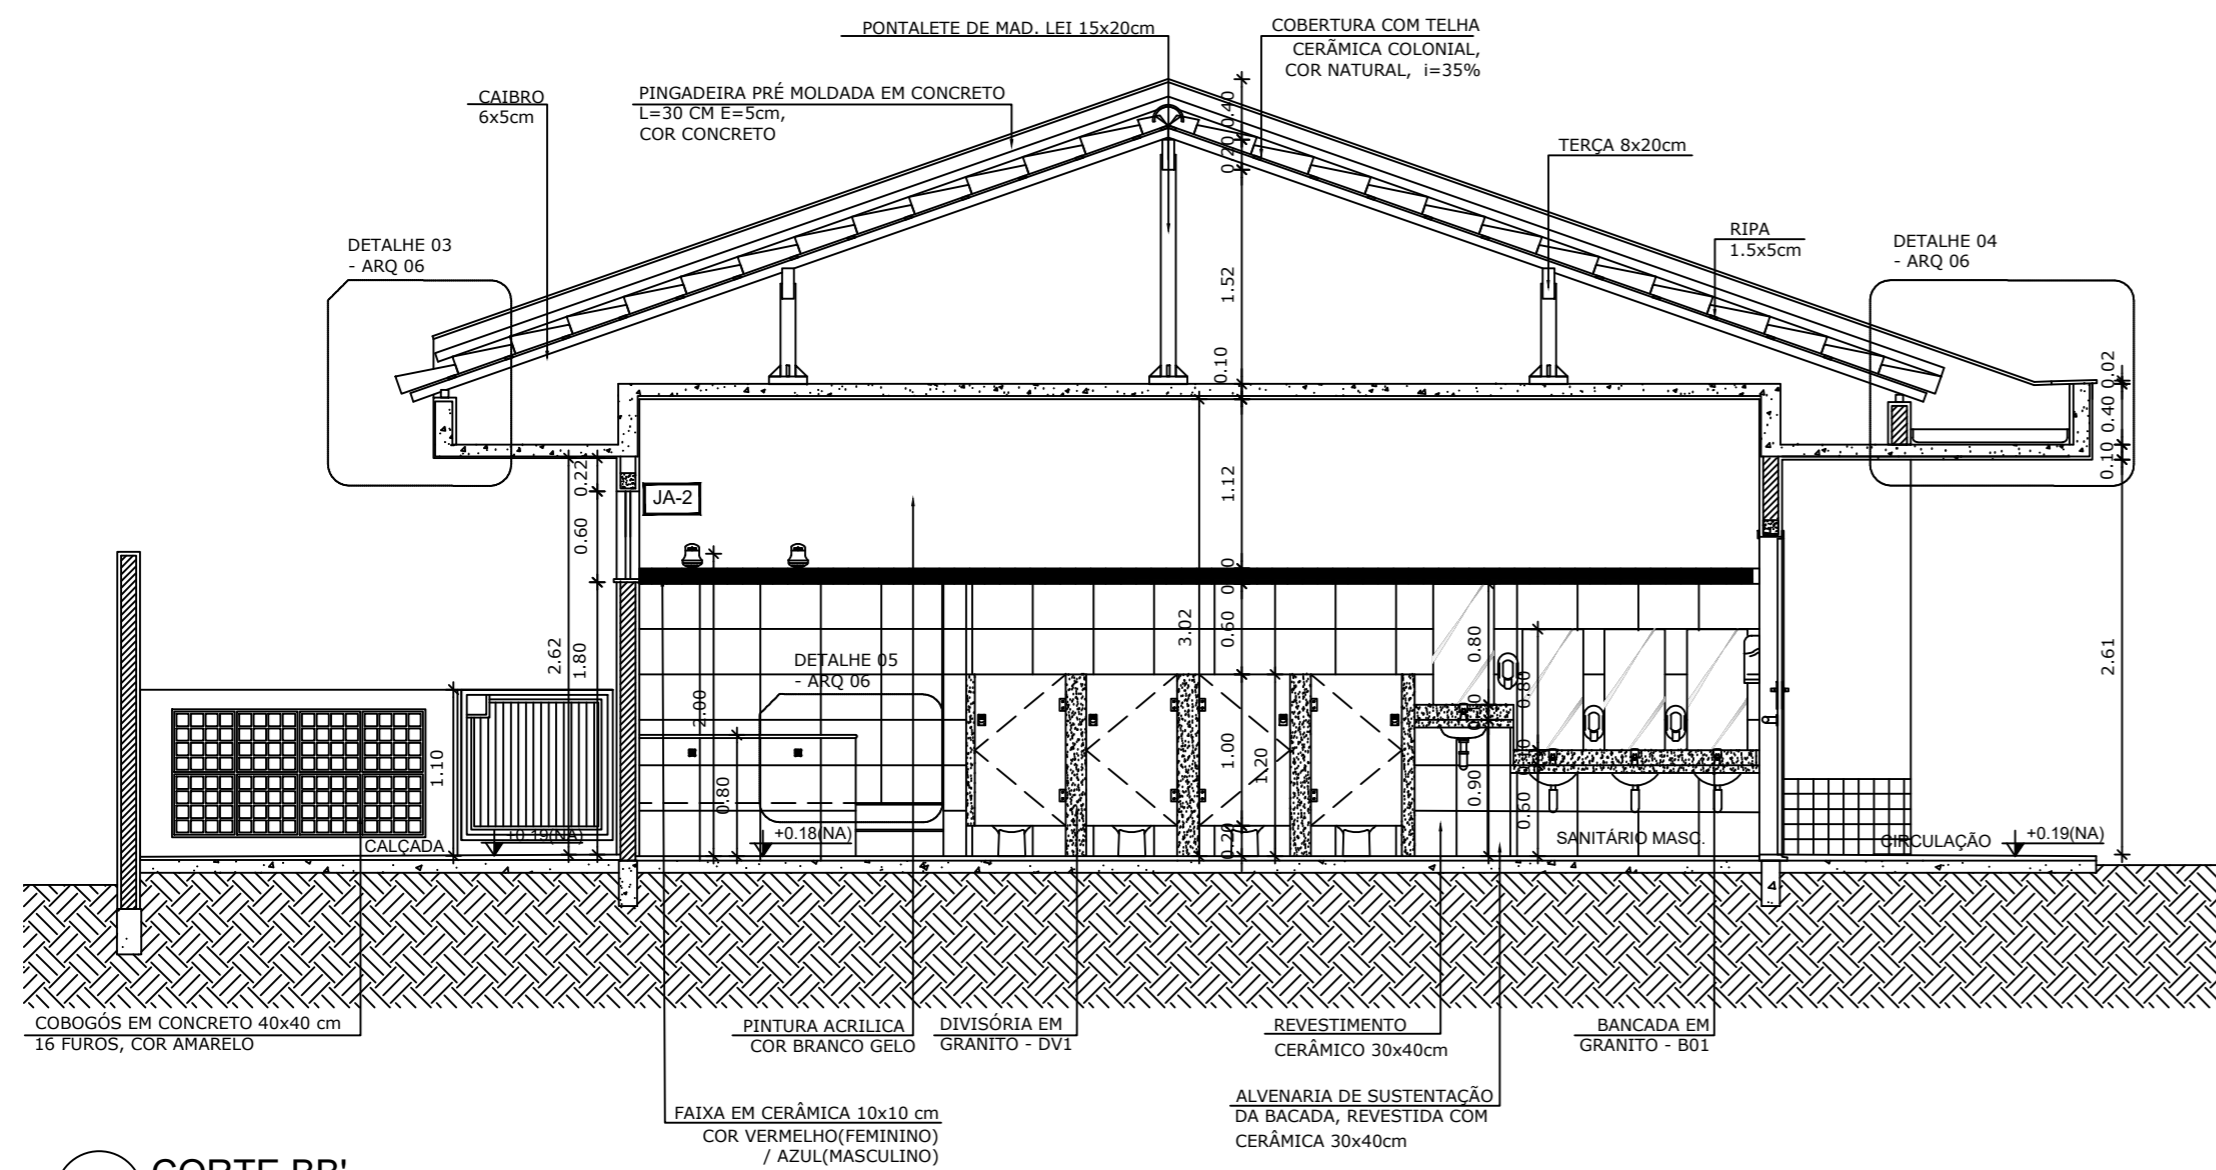 PONTALETE DE MAD. LEI 15x20cm
COBERTURA COM TELHA
CERÃMICA COLONIAL,
COR NATURAL, i=35%
CAIBRO
6x5cm
PINGADEIRA PRÉ MOLDADA EM CONCRETO
L=30 CM E=5cm,
COR CONCRETO
0.40
0.20
TERÇA 8x20cm
RIPA
1.5x5cm
DETALHE 03
- ARQ 06
DETALHE 04
- ARQ 06
1.52
0.10
0.02
0.40
0.10
0.22
JA-2
0.60
1.12
2.62
1.80
3.02
0.60
0.80
0.80
2.61
DETALHE 05
- ARQ 06
2.00
1.10
0.80
1.00
1.20
0.90
0.60
0.20
CALÇADA
+0.19(NA)
+0.18(NA)
SANITÁRIO MASC.
CIRCULAÇÃO
+0.19(NA)
COBOGÓS EM CONCRETO 40x40 cm
16 FUROS, COR AMARELO
PINTURA ACRILICA
COR BRANCO GELO
DIVISÓRIA EM
GRANITO - DV1
REVESTIMENTO
CERÂMICO 30x40cm
BANCADA EM
GRANITO - B01
FAIXA EM CERÂMICA 10x10 cm
COR VERMELHO(FEMININO)
/ AZUL(MASCULINO)
ALVENARIA DE SUSTENTAÇÃO
DA BACADA, REVESTIDA COM
CERÂMICA 30x40cm
CORTE BB'